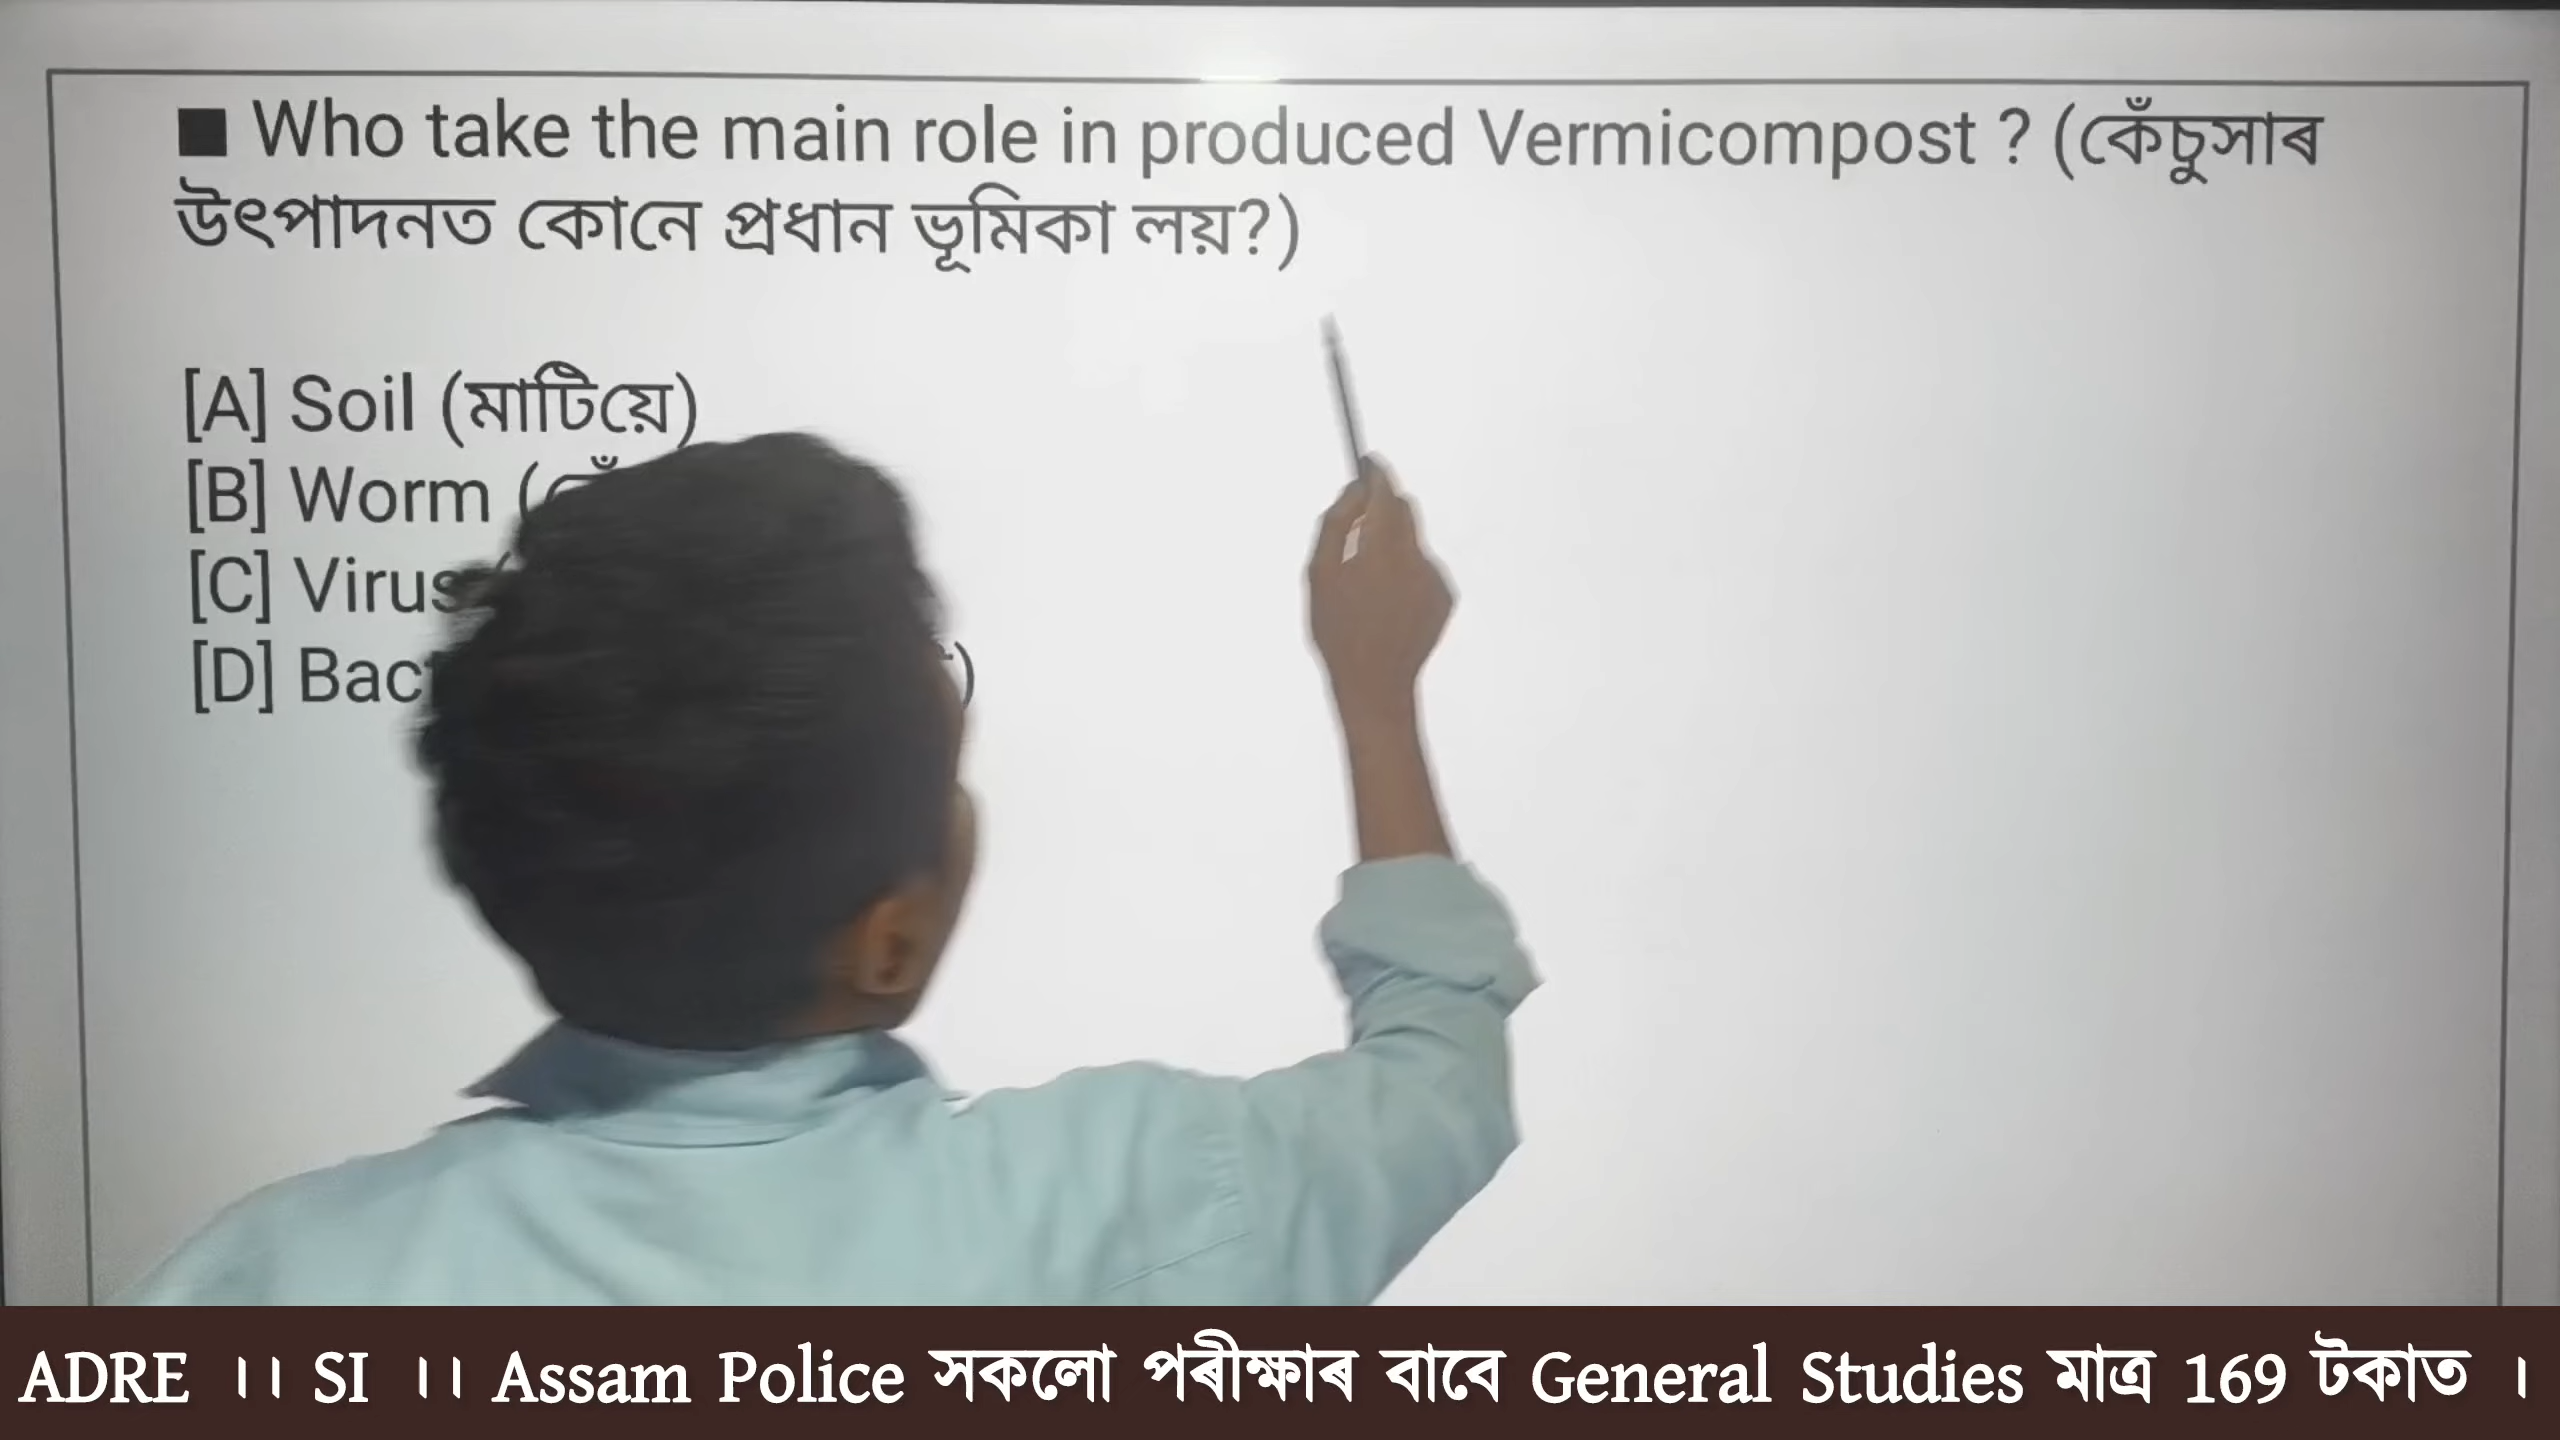 ■ Who take the main role in produced Vermicompost ? (কেঁচুসাৰ
উৎপাদনত কোনে প্ৰধান ভূমিকা লয়?)
[A] Soil (মাটিয়ে)
[B] Worm (
[C] Virus (
[D] )
ADRE ।। SI ।। Assam Police সকলো পৰীক্ষাৰ বাবে General Studies মাত্ৰ 169 টকাত ।